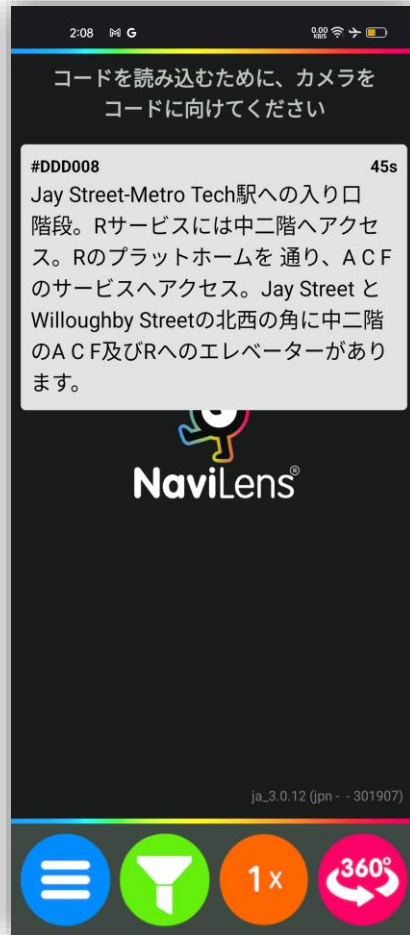 2:08 M G 0.00 KB/S
コードを読み込むために、カメラを
コードに向けてください
#DDD008 45s
Jay Street-Metro Tech駅への入り口
階段。Rサービスには中二階へアクセ
ス。Rのプラットホームを 通り、A C F
のサービスへアクセス。Jay Street と
Willoughby Streetの北西の角に中二階
のA C F及びRへのエレベーターがあり
ます。
NaviLens®
ja_3.0.12 (jpn - - 301907)
1 x 360°